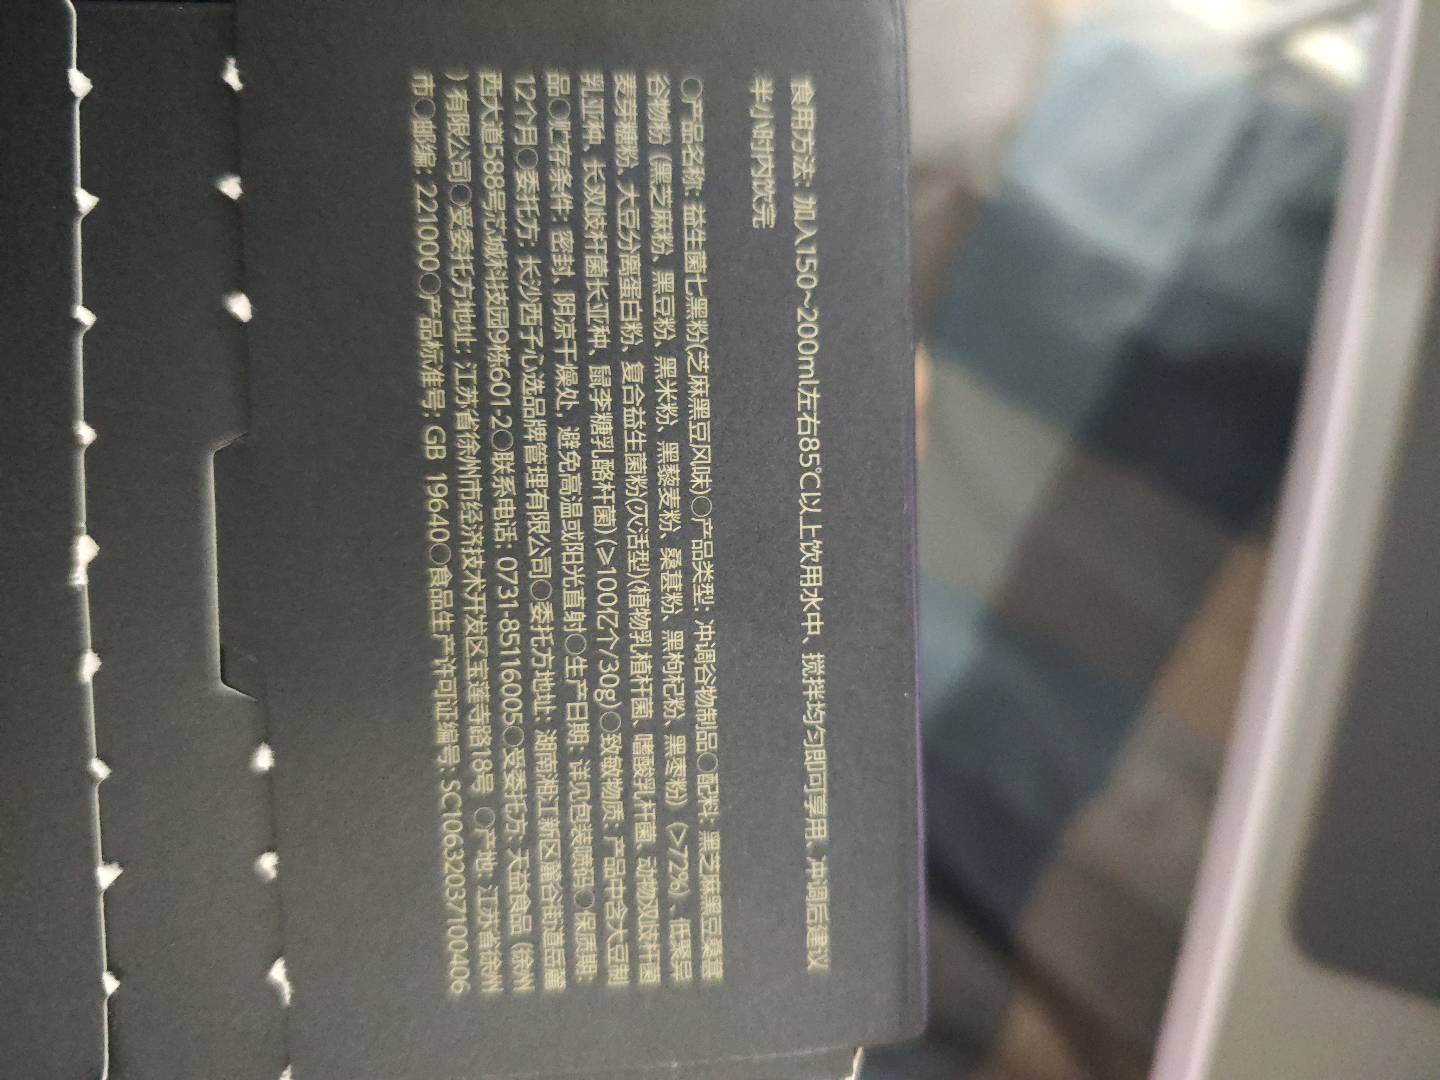 食用方法: 加入150~200ml左右85℃以上饮用水中、搅拌均匀即可享用, 冲调后建议
半小时内饮完
○产品名称: 益生菌七黑粉(芝麻黑豆风味)○产品类型: 冲调谷物制品○配料: 黑芝麻黑豆桑葚
谷物粉 (黑芝麻粉、黑豆粉、黑米粉、黑藜麦粉、桑葚粉、黑枸杞粉、黑枣粉) (>72%)、低聚异
麦芽糖粉、大豆分离蛋白粉、复合益生菌粉(灭活型)(植物乳植杆菌、嗜酸乳杆菌、动物双歧杆菌
乳亚种、长双歧杆菌长亚种、鼠李糖乳酪杆菌)(≥100亿个/30g)○致敏物质: 产品中含大豆制
品○贮存条件: 密封、阴凉干燥处, 避免高温或阳光直射○生产日期: 详见包装喷码○保质期:
12个月○委托方: 长沙西子心选品牌管理有限公司○委托方地址: 湖南湘江新区麓谷街道岳麓
西大道588号芯城科技园9栋601-2○联系电话: 0731-85116005○受委托方: 天益食品 (徐州
) 有限公司○受委托方地址: 江苏省徐州市经济技术开发区宝莲寺路18号 ○产地: 江苏省徐州
市○邮编: 221000○产品标准号: GB 19640○食品生产许可证编号: SC10632037100406